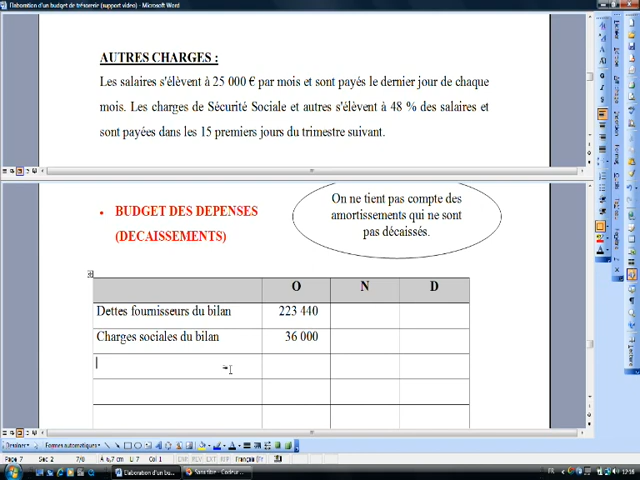 Elaboration d'un budget de trésorerie (support video) - Microsoft Word
AUTRES CHARGES :
Les salaires s'élèvent à 25 000 € par mois et sont payés le dernier jour de chaque
mois. Les charges de Sécurité Sociale et autres s'élèvent à 48 % des salaires et
sont payées dans les 15 premiers jours du trimestre suivant.
On ne tient pas compte des
amortissements qui ne sont
pas décaissés.
• BUDGET DES DEPENSES
(DECAISSEMENTS)
O N D
Dettes fournisseurs du bilan 223 440
Charges sociales du bilan 36 000
Dessiner Formes automatiques
Page 7 Sec 2 7/8 À 6,7 cm Li 7 Col 1 français (Fr
Elaboration d'un bud... Sans titre - Codeur ... FR 12:16